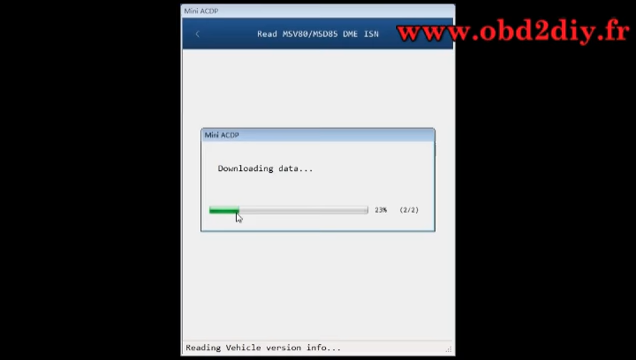 Mini ACDP
Read MSV80/MSD85 DME ISN
www.obd2diy.fr
Mini ACDP
Downloading data...
23% (2/2)
Reading Vehicle version info...